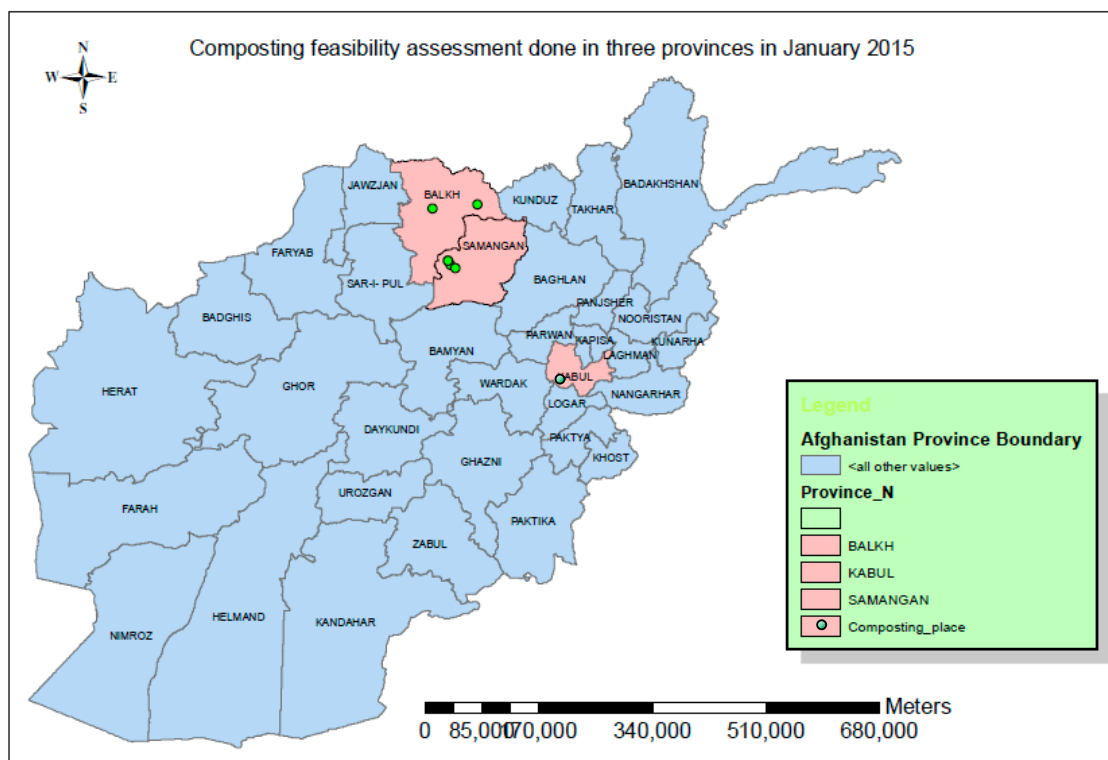 Composting feasibility assessment done in three provinces in January 2015
N
W E
S
BADAKHSHAN
JAWZJAN
BALKH
KUNDUZ
TAKHAR
SAMANGAN
FARYAB
BAGHLAN
SAR-I- PUL
PANJSHER
BADGHIS
NOORISTAN
PARWAN
KAPISA
KUNARHA
BAMYAN
LAGHMAN
KABUL
HERAT
GHOR
WARDAK
NANGARHAR
LOGAR
DAYKUNDI
PAKTYA
GHAZNI
KHOST
UROZGAN
FARAH
PAKTIKA
ZABUL
HELMAND
KANDAHAR
NIMROZ
Legend
Afghanistan Province Boundary
<all other values>
Province_N
BALKH
KABUL
SAMANGAN
Composting_place
Meters
0 85,000 170,000 340,000 510,000 680,000